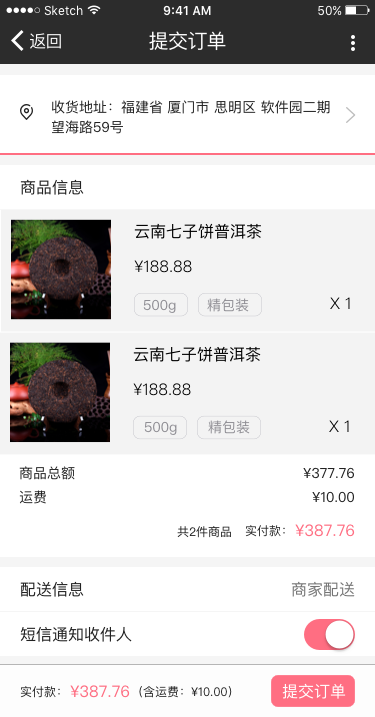 Sketch 9:41 AM 50%
返回 提交订单
收货地址：福建省 厦门市 思明区 软件园二期
望海路59号
商品信息
云南七子饼普洱茶
¥188.88
500g 精包装 X 1
云南七子饼普洱茶
¥188.88
500g 精包装 X 1
商品总额 ¥377.76
运费 ¥10.00
共2件商品 实付款：¥387.76
配送信息 商家配送
短信通知收件人
实付款：¥387.76（含运费：¥10.00） 提交订单